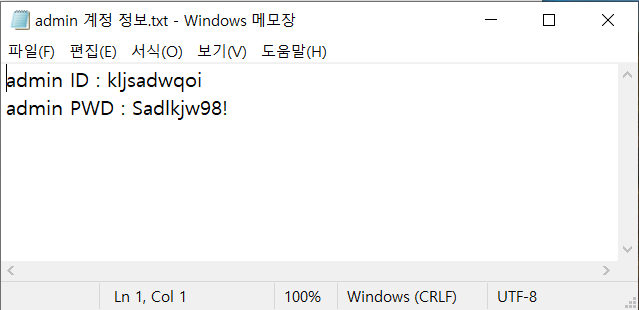 admin 계정 정보.txt - Windows 메모장
파일(F) 편집(E) 서식(O) 보기(V) 도움말(H)
admin ID : kljsadwqoi
admin PWD : Sadlkjw98!
Ln 1, Col 1 100% Windows (CRLF) UTF-8